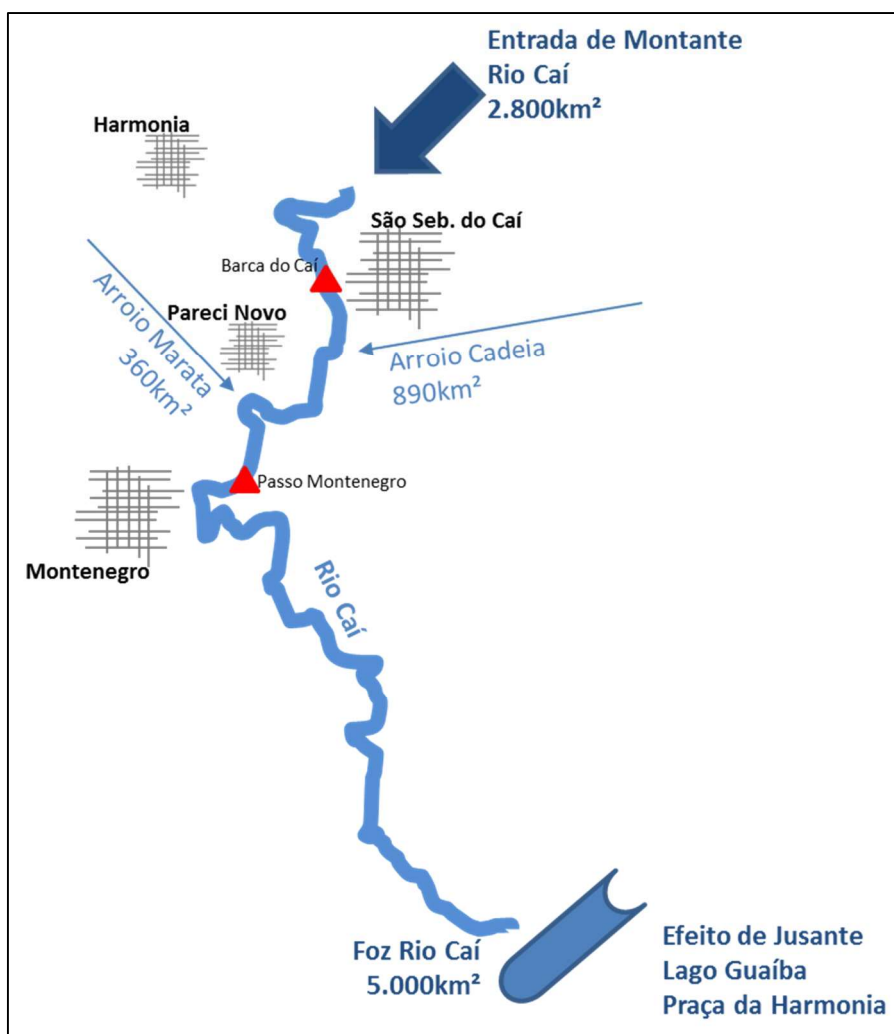 Entrada de Montante
Rio Caí
2.800km²
Harmonia
São Seb. do Caí
Barca do Caí
Pareci Novo
Arroio Marata
360km²
Arroio Cadeia
890km²
Passo Montenegro
Montenegro
Rio Caí
Foz Rio Caí
5.000km²
Efeito de Jusante
Lago Guaíba
Praça da Harmonia